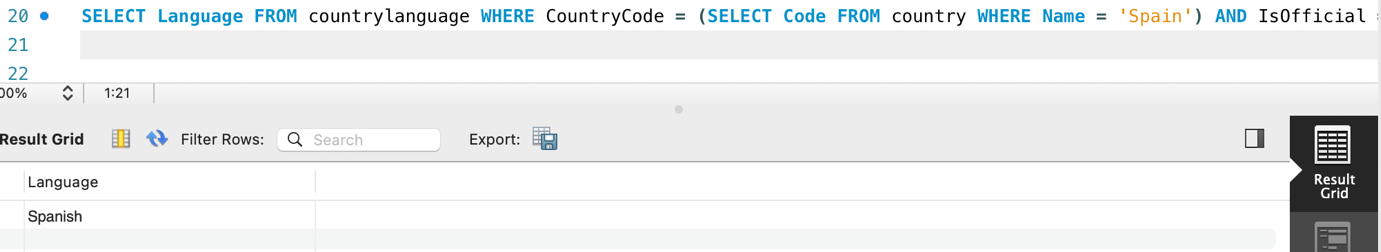 20 SELECT Language FROM countrylanguage WHERE CountryCode = (SELECT Code FROM country WHERE Name = 'Spain') AND IsOfficial =
21
22
00% 1:21
Result Grid Filter Rows: Search Export:
Result Grid
Language
Spanish